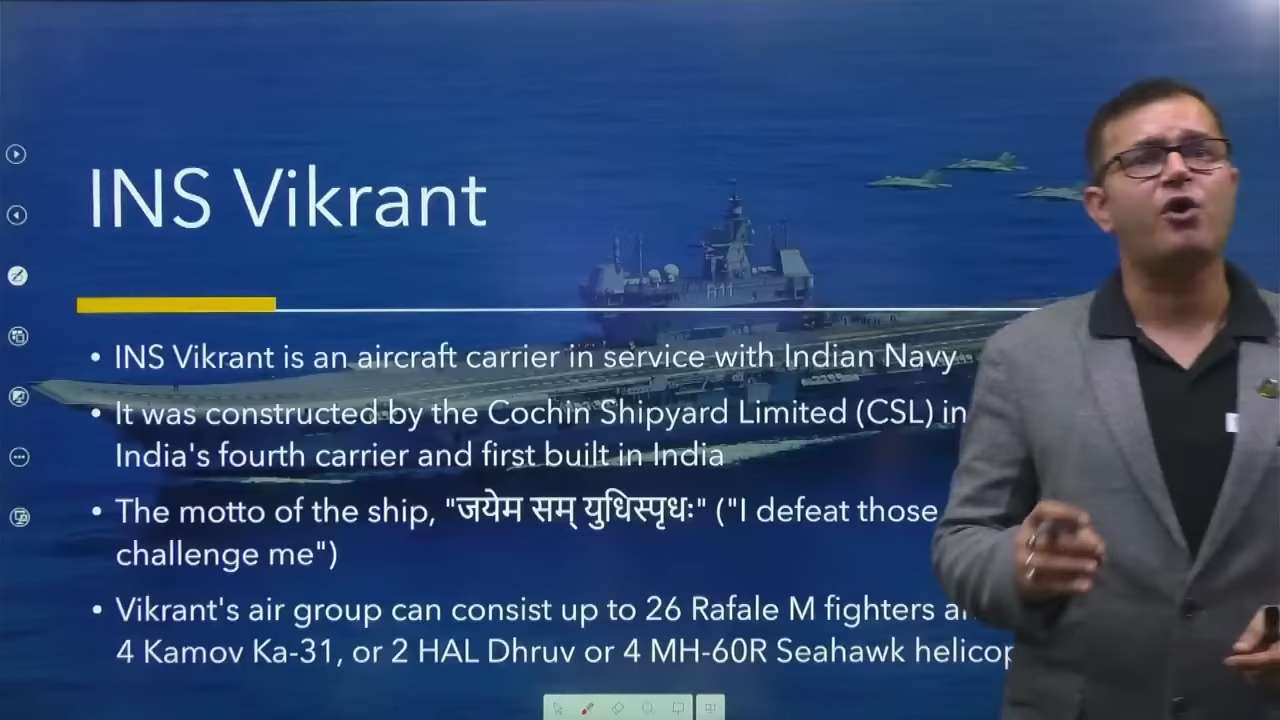 INS Vikrant
R11
• INS Vikrant is an aircraft carrier in service with Indian Navy
• It was constructed by the Cochin Shipyard Limited (CSL) in
India's fourth carrier and first built in India
• The motto of the ship, "जयेम सम् युधिस्पृधः" ("I defeat those
challenge me")
• Vikrant's air group can consist up to 26 Rafale M fighters
4 Kamov Ka-31, or 2 HAL Dhruv or 4 MH-60R Seahawk